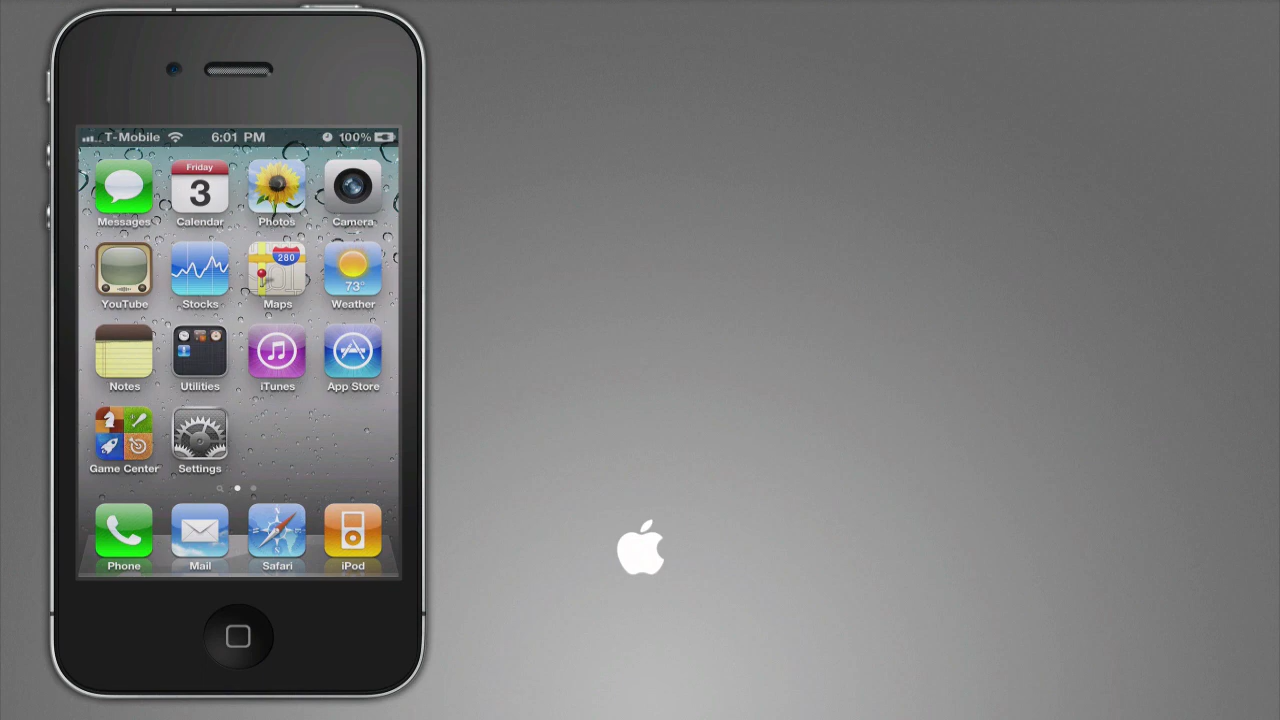 T-Mobile 6:01 PM 100%
Friday
3
Messages Calendar Photos Camera
280
73°
YouTube Stocks Maps Weather
Notes Utilities iTunes App Store
Game Center Settings
Phone Mail Safari iPod